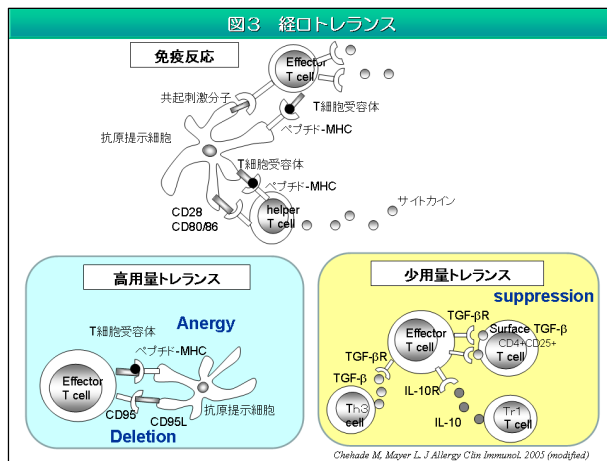 図3 経口トレランス
免疫反応
Effector
T cell
共起刺激分子
T細胞受容体
ペプチド-MHC
抗原提示細胞
T細胞受容体
ペプチド-MHC
サイトカイン
CD28
CD80/86
helper
T cell
高用量トレランス
Anergy
T細胞受容体
ペプチド-MHC
Effector
T cell
抗原提示細胞
CD95
CD95L
Deletion
少用量トレランス
suppression
TGF-βR
Surface TGF-β
CD4+CD25+
T cell
Effector
T cell
TGF-βR
TGF-β
IL-10R
Th3
cell
IL-10
Tr1
T cell
Chehade M, Mayer L. J Allergy Clin Immunol. 2005 (modified)